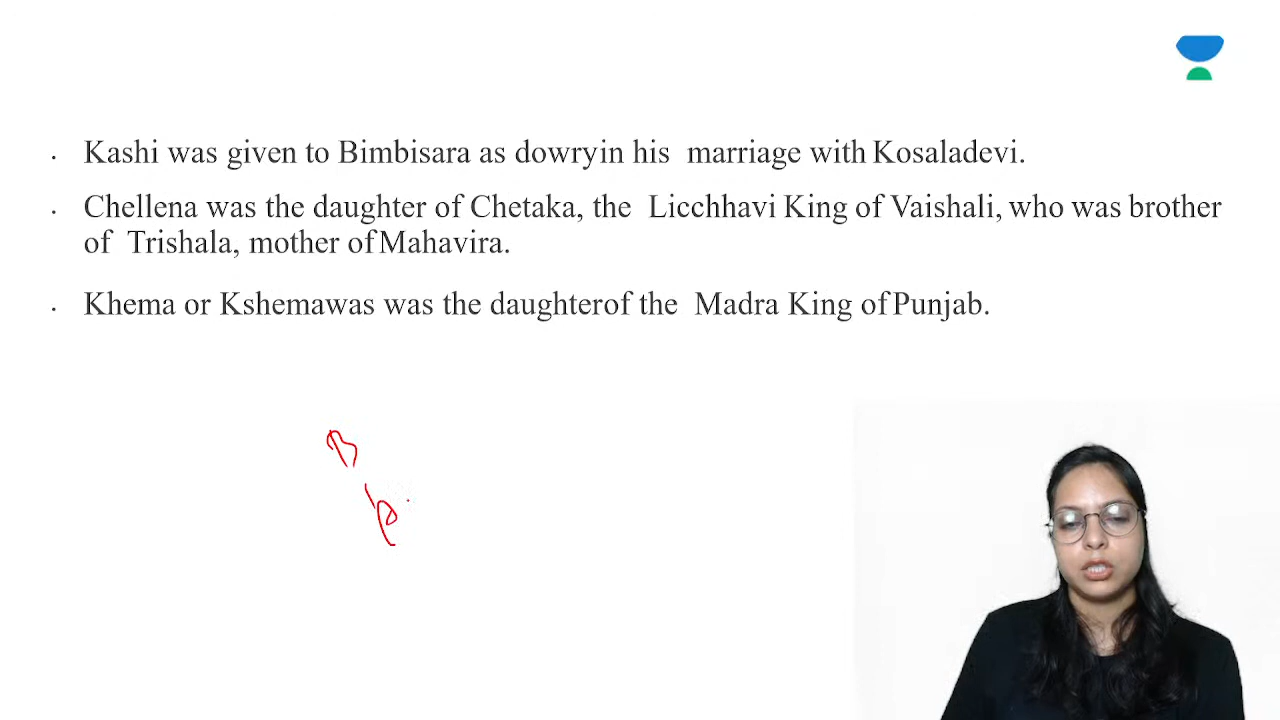 Kashi was given to Bimbisara as dowryin his marriage with Kosaladevi.
Chellena was the daughter of Chetaka, the Licchhavi King of Vaishali, who was brother
of Trishala, mother of Mahavira.
Khema or Kshemawas was the daughterof the Madra King of Punjab.
B